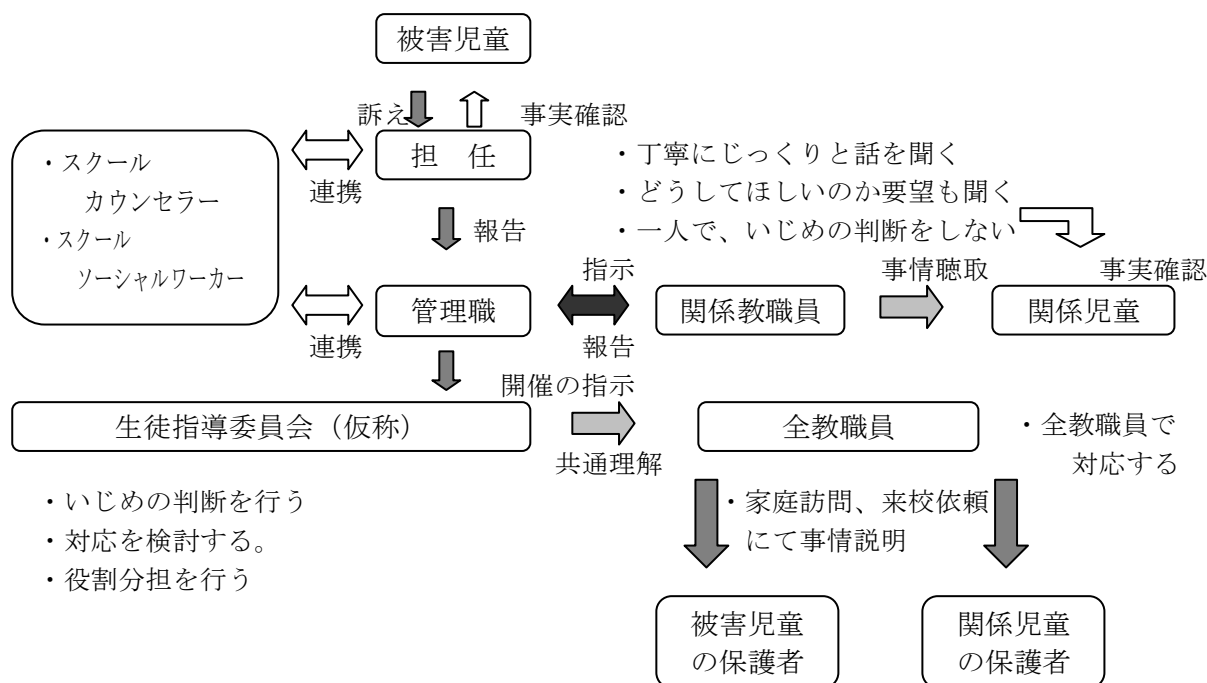 被害児童
訴え
事実確認
担　任
・スクール
カウンセラー
・スクール
ソーシャルワーカー
連携
・丁寧にじっくりと話を聞く
・どうしてほしいのか要望も聞く
・一人で、いじめの判断をしない
報告
指示
事情聴取
事実確認
管理職
関係教職員
関係児童
連携
報告
開催の指示
生徒指導委員会（仮称）
全教職員
・全教職員で
対応する
共通理解
・いじめの判断を行う
・対応を検討する。
・役割分担を行う
・家庭訪問、来校依頼
にて事情説明
被害児童
の保護者
関係児童
の保護者